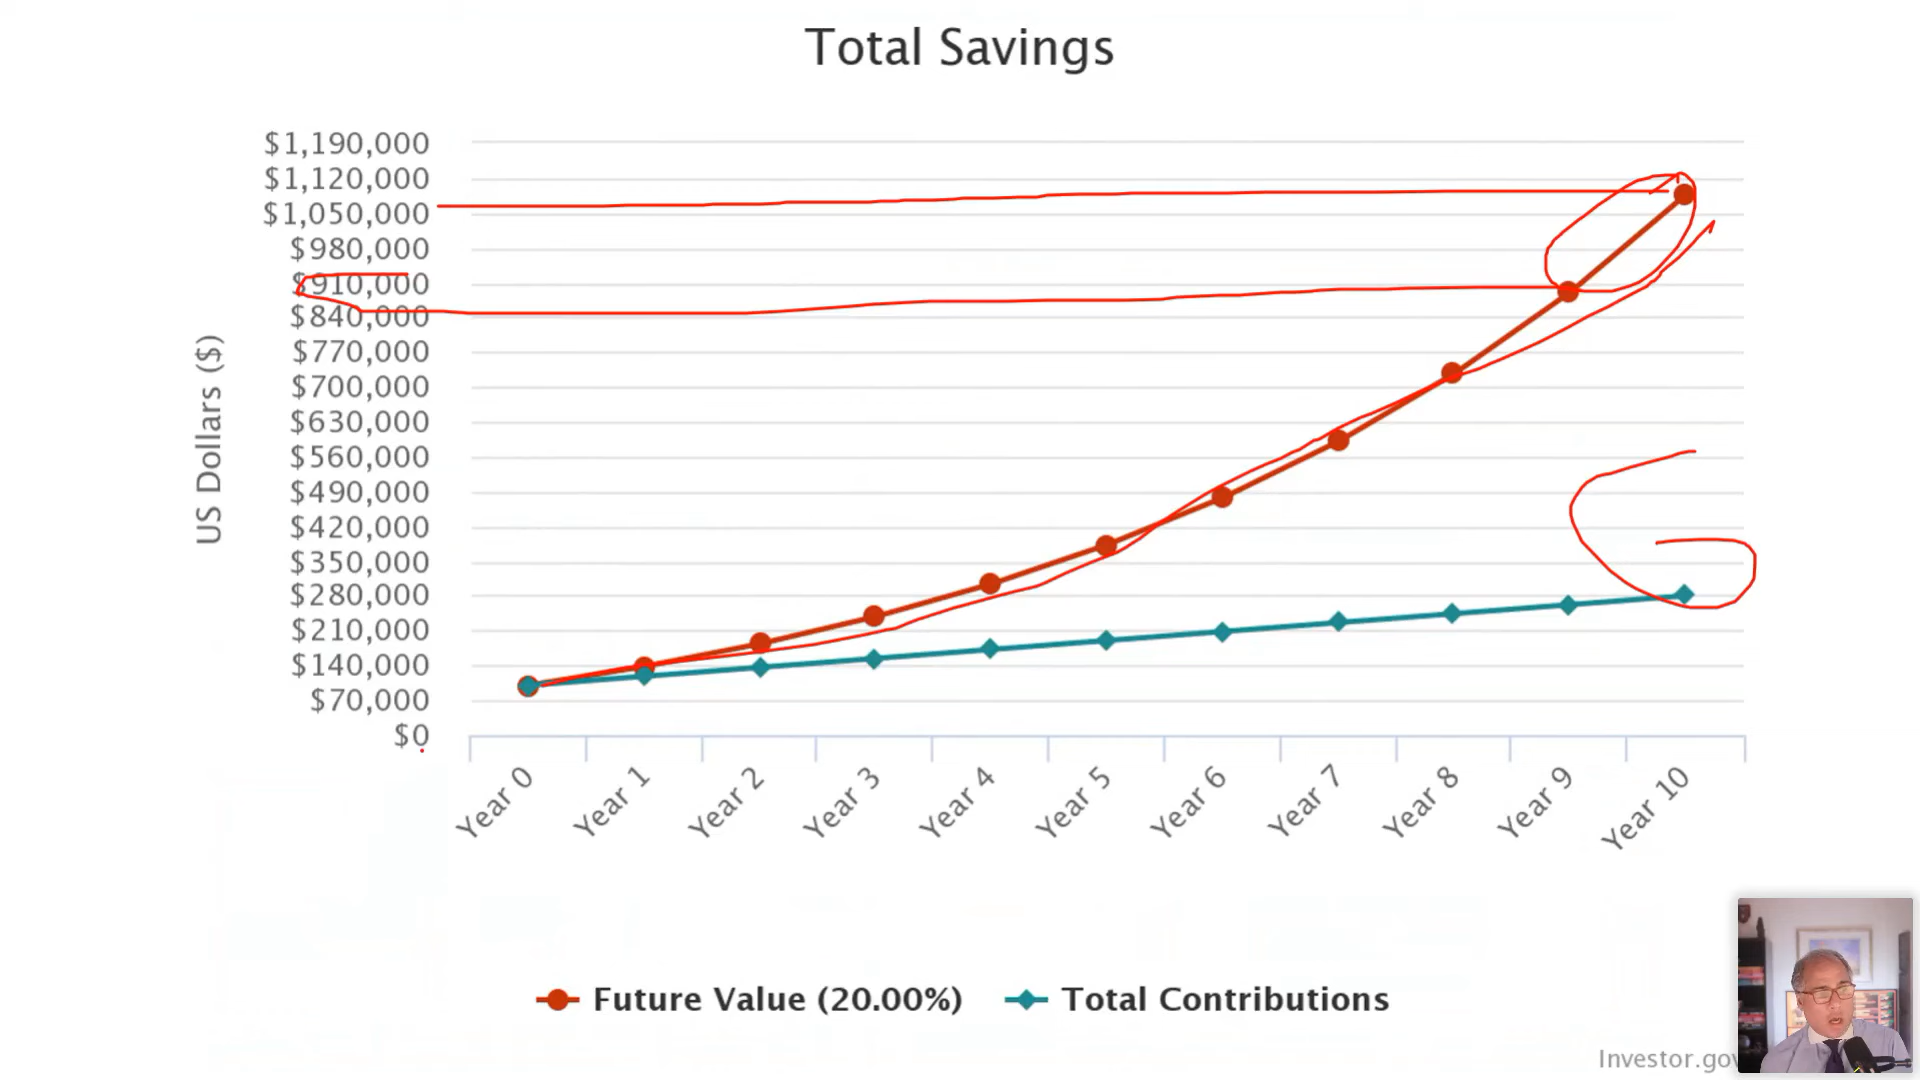 Total Savings
$1,190,000
$1,120,000
$1,050,000
$980,000
$910,000
$840,000
$770,000
$700,000
$630,000
$560,000
$490,000
$420,000
$350,000
$280,000
$210,000
$140,000
$70,000
$0
US Dollars ($)
Year 0
Year 1
Year 2
Year 3
Year 4
Year 5
Year 6
Year 7
Year 8
Year 9
Year 10
Future Value (20.00%)
Total Contributions
Investor.gov